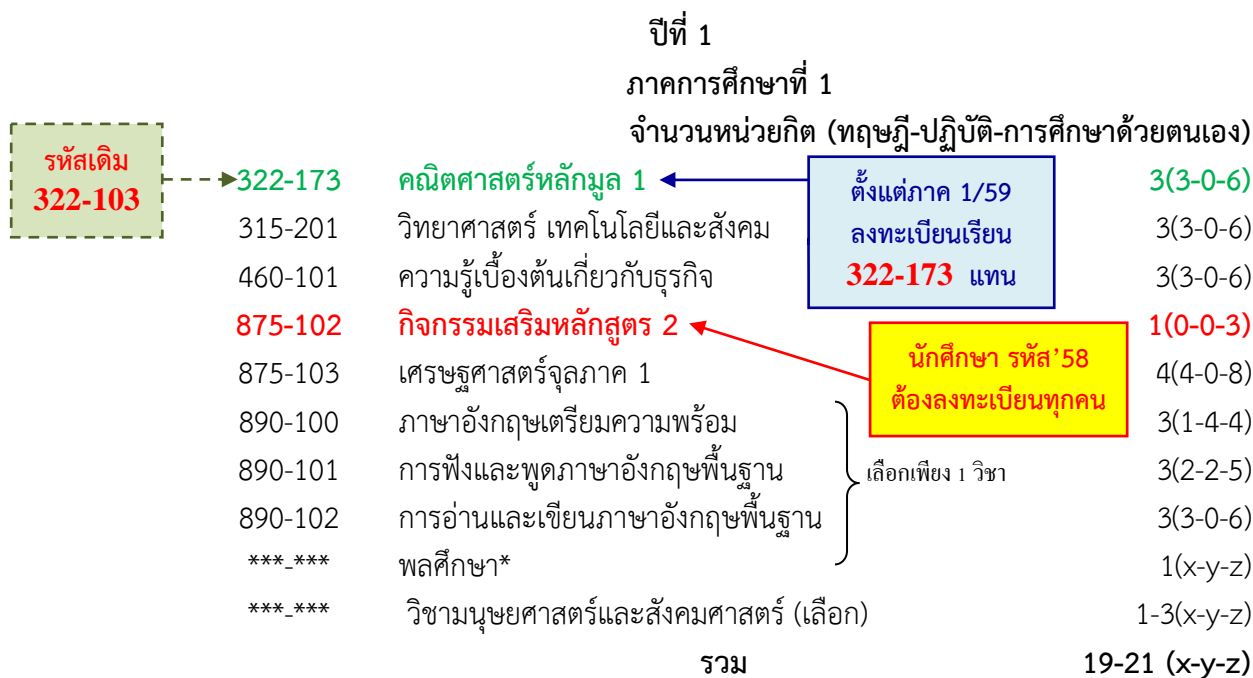 ปีที่ 1
ภาคการศึกษาที่ 1
จำนวนหน่วยกิต (ทฤษฎี-ปฏิบัติ-การศึกษาด้วยตนเอง)
รหัสเดิม
322-103
322-173 คณิตศาสตร์หลักมูล 1 3(3-0-6)
ตั้งแต่ภาค 1/59
ลงทะเบียนเรียน
322-173 แทน
315-201 วิทยาศาสตร์ เทคโนโลยีและสังคม 3(3-0-6)
460-101 ความรู้เบื้องต้นเกี่ยวกับธุรกิจ 3(3-0-6)
875-102 กิจกรรมเสริมหลักสูตร 2 1(0-0-3)
นักศึกษา รหัส'58
ต้องลงทะเบียนทุกคน
875-103 เศรษฐศาสตร์จุลภาค 1 4(4-0-8)
890-100 ภาษาอังกฤษเตรียมความพร้อม 3(1-4-4)
890-101 การฟังและพูดภาษาอังกฤษพื้นฐาน 3(2-2-5)
เลือกเพียง 1 วิชา
890-102 การอ่านและเขียนภาษาอังกฤษพื้นฐาน 3(3-0-6)
***-*** พลศึกษา* 1(x-y-z)
***-*** วิชามนุษยศาสตร์และสังคมศาสตร์ (เลือก) 1-3(x-y-z)
รวม 19-21 (x-y-z)